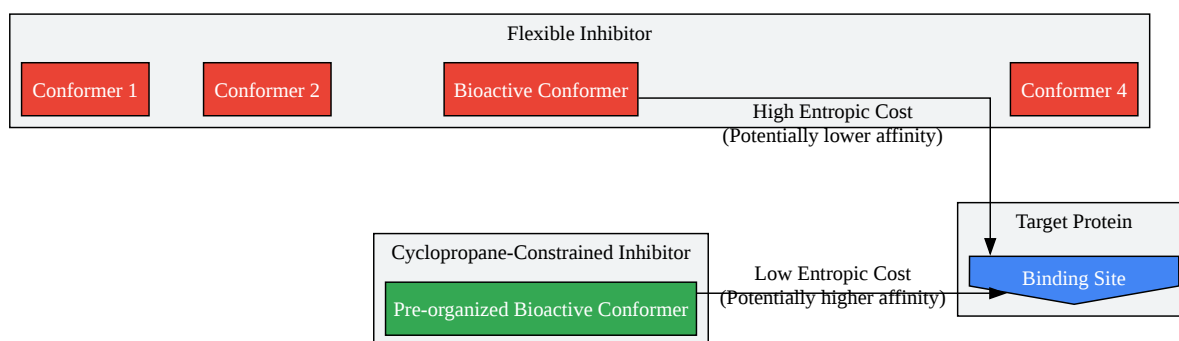 Flexible Inhibitor
Conformer 1
Conformer 2
Bioactive Conformer
Conformer 4
High Entropic Cost
(Potentially lower affinity)
Target Protein
Binding Site
Cyclopropane-Constrained Inhibitor
Pre-organized Bioactive Conformer
Low Entropic Cost
(Potentially higher affinity)